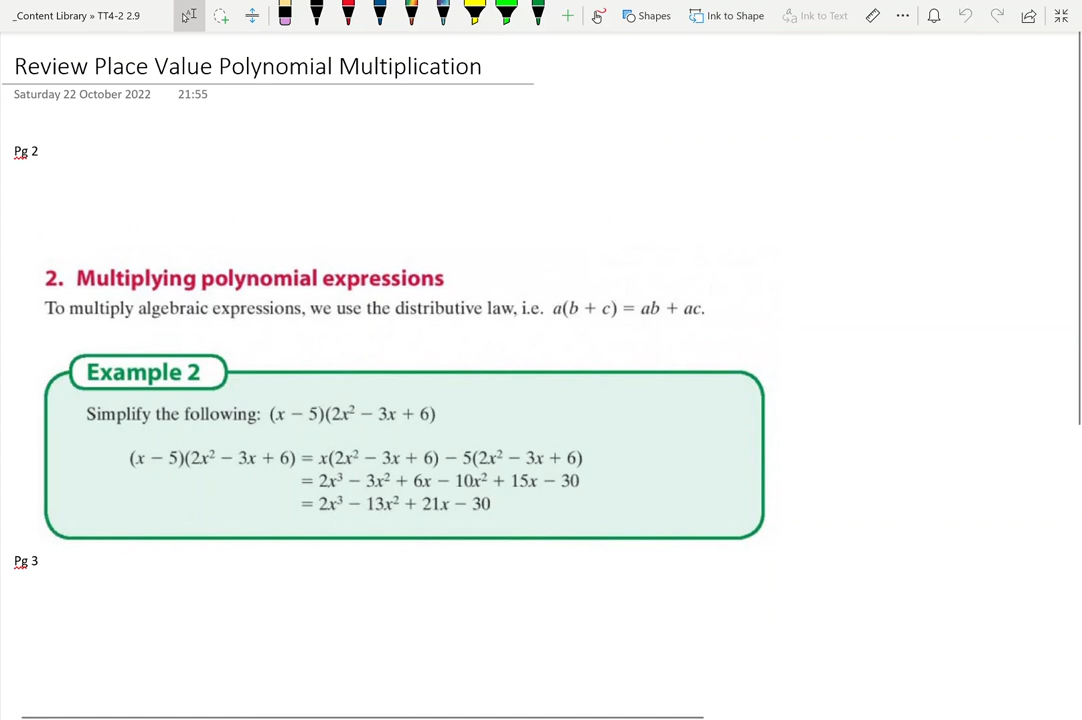 _Content Library » TT4-2 2.9
Shapes
Ink to Shape
Ink to Text
Review Place Value Polynomial Multiplication
Saturday 22 October 2022 21:55
Pg 2
2. Multiplying polynomial expressions
To multiply algebraic expressions, we use the distributive law, i.e. a(b + c) = ab + ac.
Example 2
Simplify the following: (x − 5)(2x² − 3x + 6)
(x − 5)(2x² − 3x + 6) = x(2x² − 3x + 6) − 5(2x² − 3x + 6)
= 2x³ − 3x² + 6x − 10x² + 15x − 30
= 2x³ − 13x² + 21x − 30
Pg 3